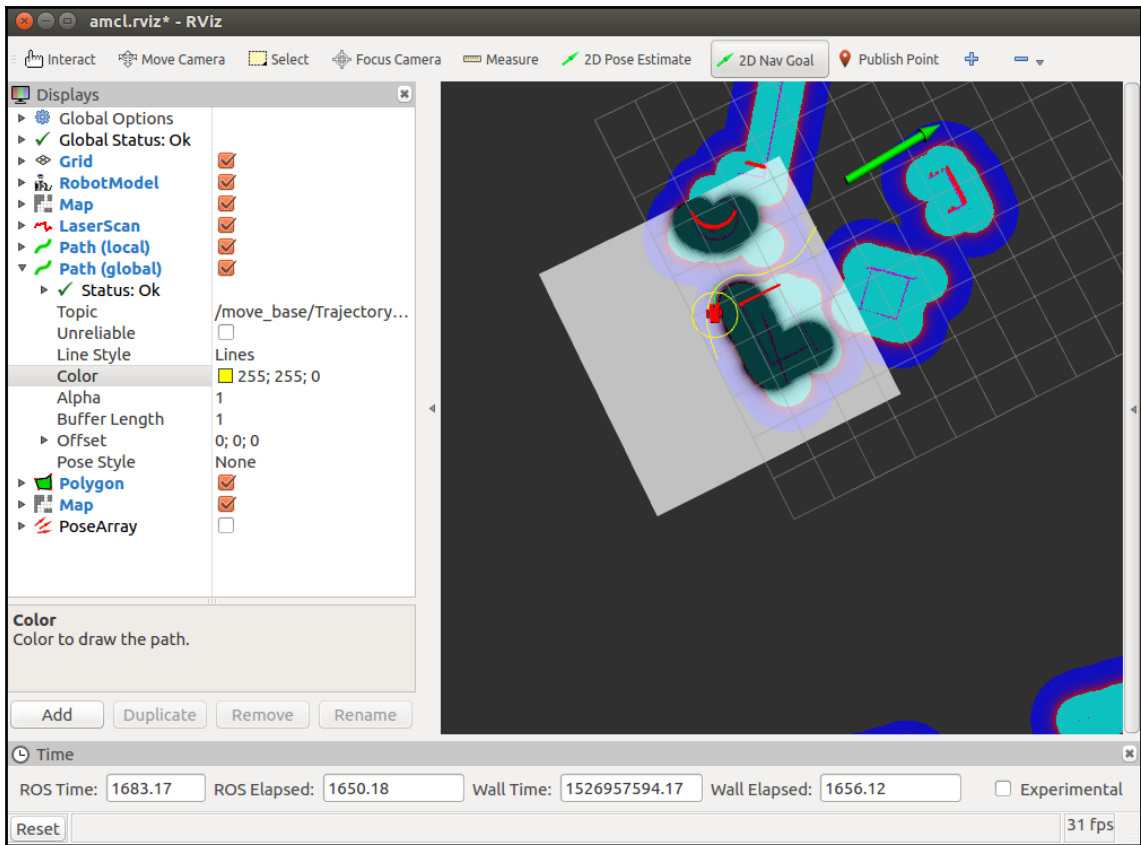 amcl.rviz* - RViz
Interact Move Camera Select Focus Camera Measure 2D Pose Estimate 2D Nav Goal Publish Point
Displays
Global Options
Global Status: Ok
Grid
RobotModel
Map
LaserScan
Path (local)
Path (global)
Status: Ok
Topic /move_base/Trajectory...
Unreliable
Line Style Lines
Color 255; 255; 0
Alpha 1
Buffer Length 1
Offset 0; 0; 0
Pose Style None
Polygon
Map
PoseArray
Color
Color to draw the path.
Add Duplicate Remove Rename
Time
ROS Time: 1683.17 ROS Elapsed: 1650.18 Wall Time: 1526957594.17 Wall Elapsed: 1656.12 Experimental
Reset 31 fps